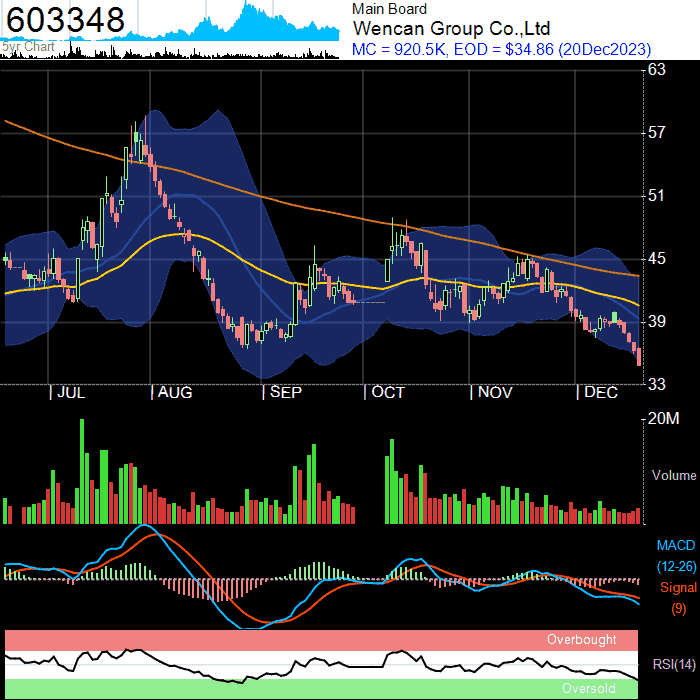 603348
5yr Chart
Main Board
Wencan Group Co.,Ltd
MC = 920.5K, EOD = $34.86 (20Dec2023)
63
57
51
45
39
33
JUL
AUG
SEP
OCT
NOV
DEC
20M
Volume
MACD
(12-26)
Signal
(9)
Overbought
RSI(14)
Oversold